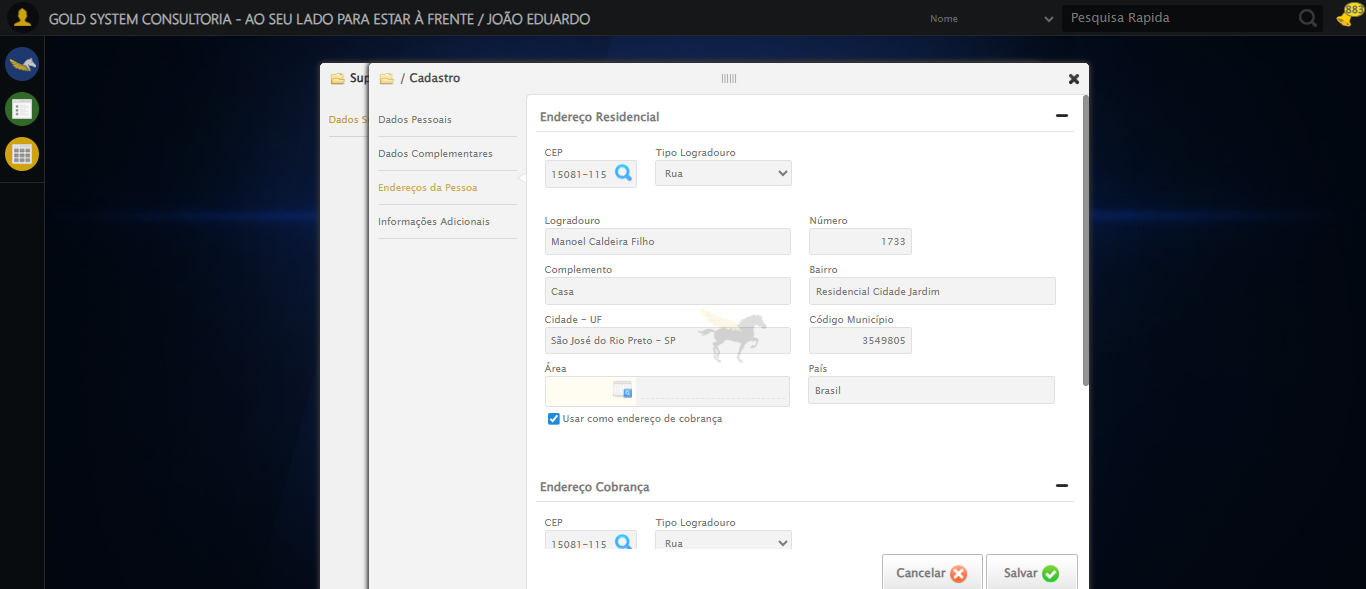 GOLD SYSTEM CONSULTORIA - AO SEU LADO PARA ESTAR À FRENTE / JOÃO EDUARDO
Nome
Pesquisa Rapida
883
Sup
/ Cadastro
Dados S
Dados Pessoais
Dados Complementares
Endereços da Pessoa
Informações Adicionais
Endereço Residencial
CEP
Tipo Logradouro
15081-115
Rua
Logradouro
Número
Manoel Caldeira Filho
1733
Complemento
Bairro
Casa
Residencial Cidade Jardim
Cidade - UF
Código Município
São José do Rio Preto - SP
3549805
Área
País
Brasil
Usar como endereço de cobrança
Endereço Cobrança
CEP
Tipo Logradouro
15081-115
Rua
Cancelar
Salvar